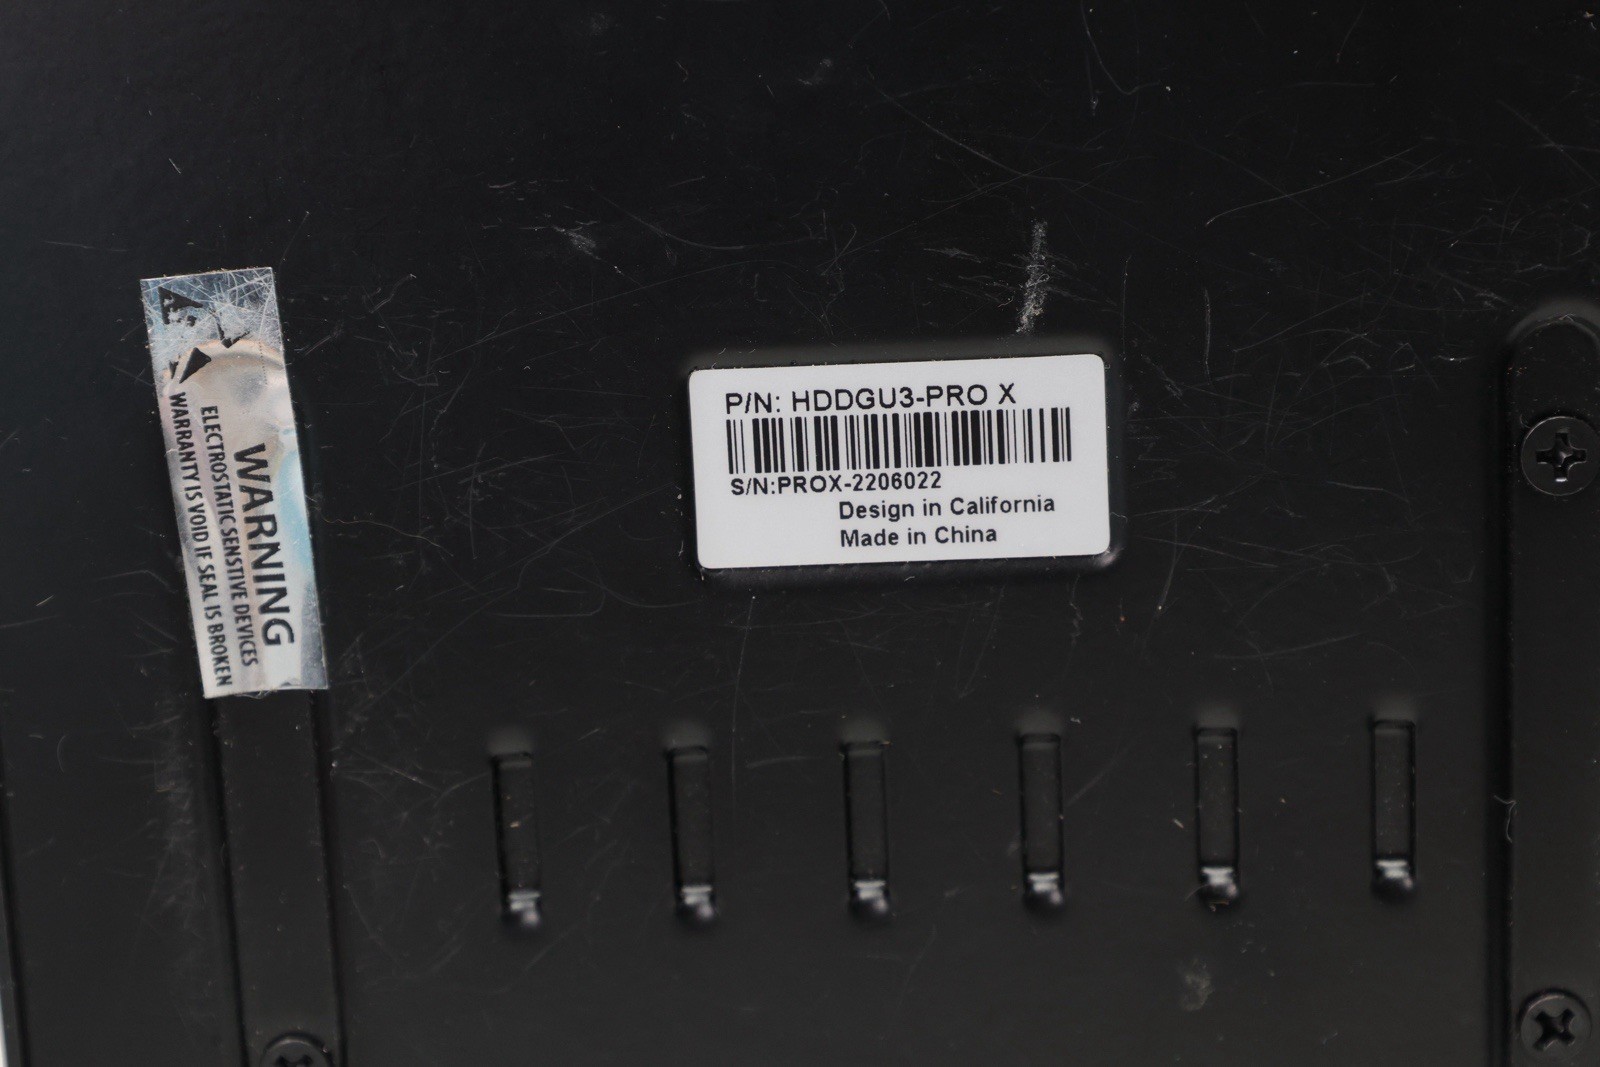 WARNING
ELECTROSTATIC SENSTIVE DEVICES
WARRANTY IS VOID IF SEAL IS BROKEN
P/N: HDDGU3-PRO X
S/N:PROX-2206022
Design in California
Made in China